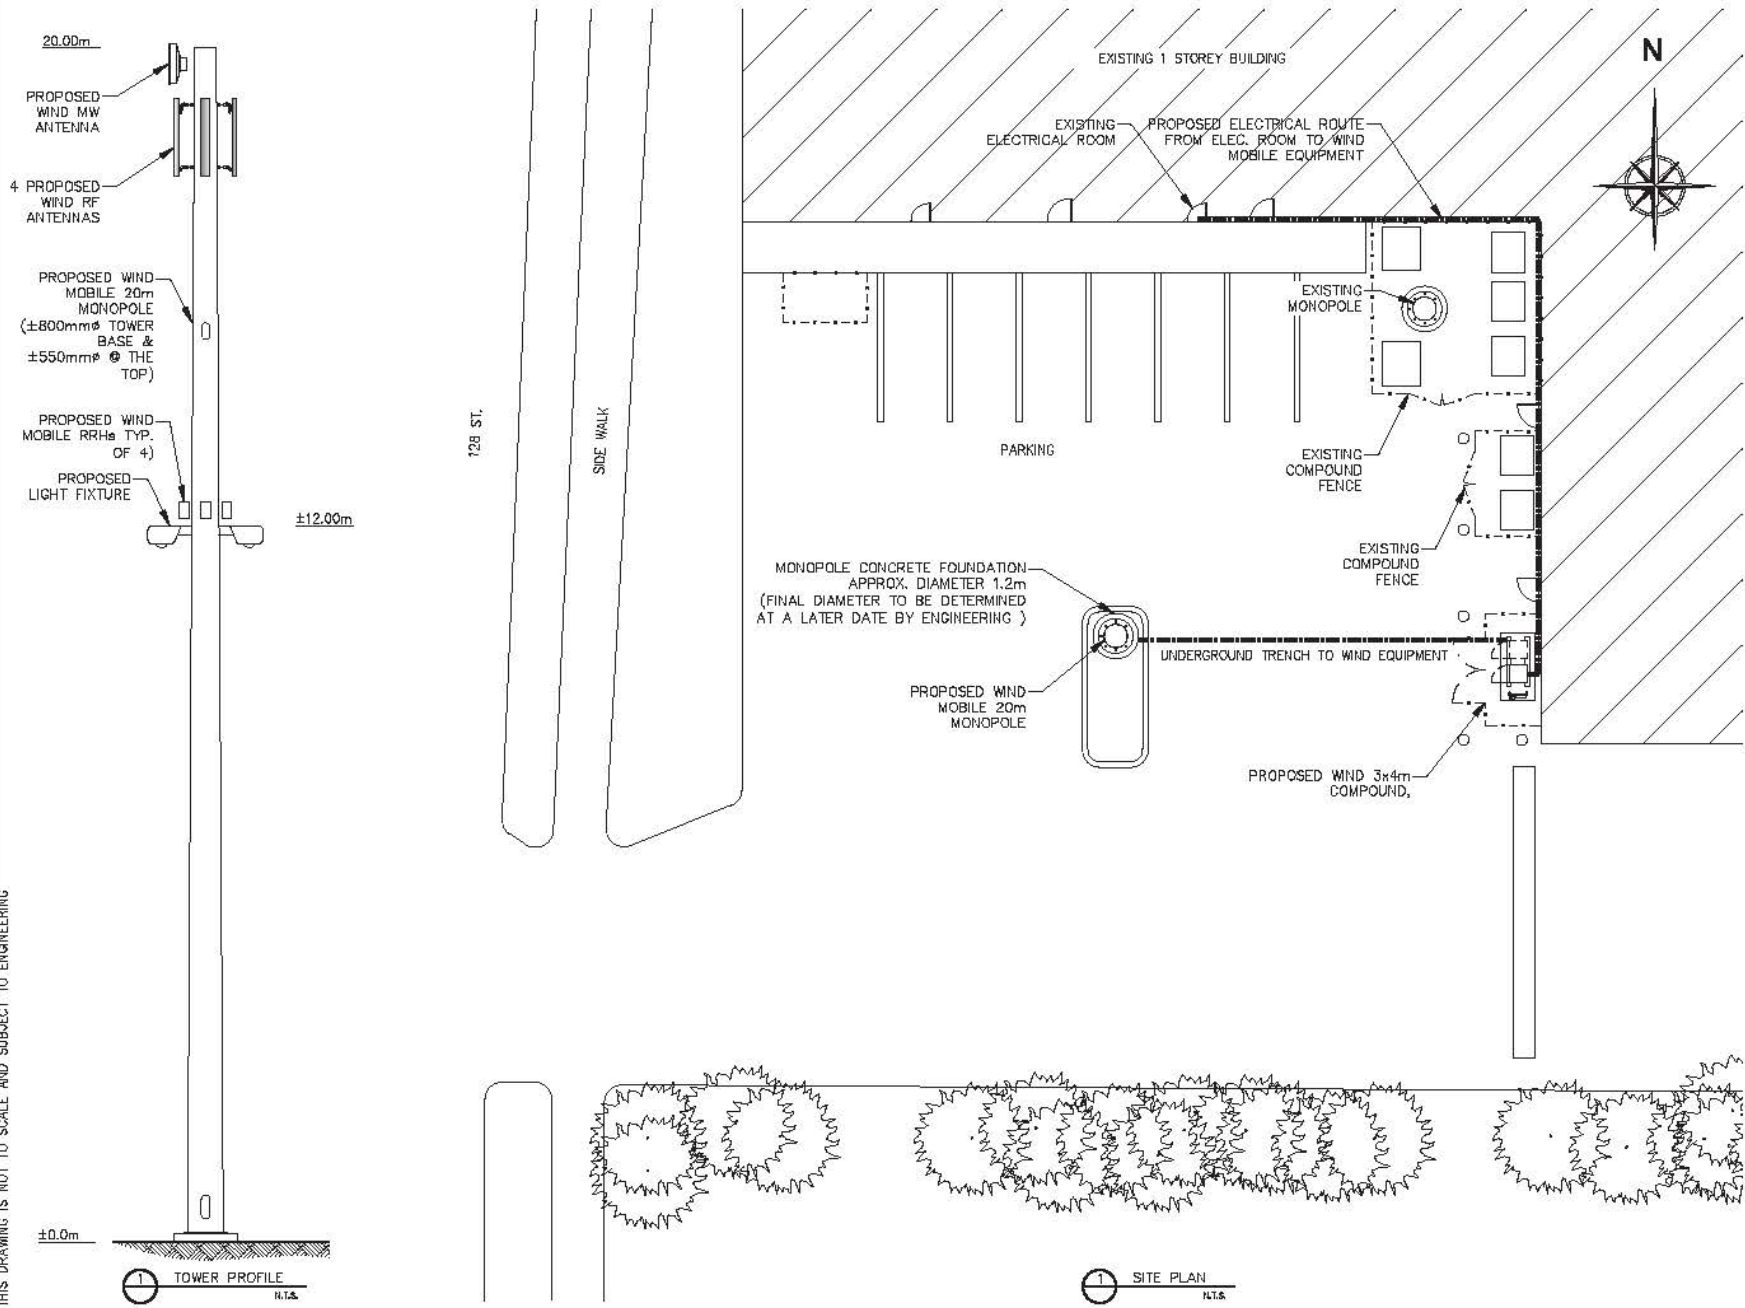 20.00m
PROPOSED
WIND MW
ANTENNA
4 PROPOSED
WIND RF
ANTENNAS
PROPOSED WIND
MOBILE 20m
MONOPOLE
(±800mmø TOWER
BASE &
±550mmø @ THE
TOP)
PROPOSED WIND
MOBILE RRHs TYP.
OF 4)
PROPOSED
LIGHT FIXTURE
±12.00m
±0.0m
1 TOWER PROFILE
N.T.S.
THIS DRAWING IS NOT TO SCALE AND SUBJECT TO ENGINEERING
128 ST.
SIDE WALK
EXISTING 1 STOREY BUILDING
N
EXISTING
ELECTRICAL ROOM
PROPOSED ELECTRICAL ROUTE
FROM ELEC. ROOM TO WIND
MOBILE EQUIPMENT
EXISTING
MONOPOLE
PARKING
EXISTING
COMPOUND
FENCE
EXISTING
COMPOUND
FENCE
MONOPOLE CONCRETE FOUNDATION
APPROX. DIAMETER 1.2m
(FINAL DIAMETER TO BE DETERMINED
AT A LATER DATE BY ENGINEERING )
UNDERGROUND TRENCH TO WIND EQUIPMENT
PROPOSED WIND
MOBILE 20m
MONOPOLE
PROPOSED WIND 3x4m
COMPOUND,
1 SITE PLAN
N.T.S.